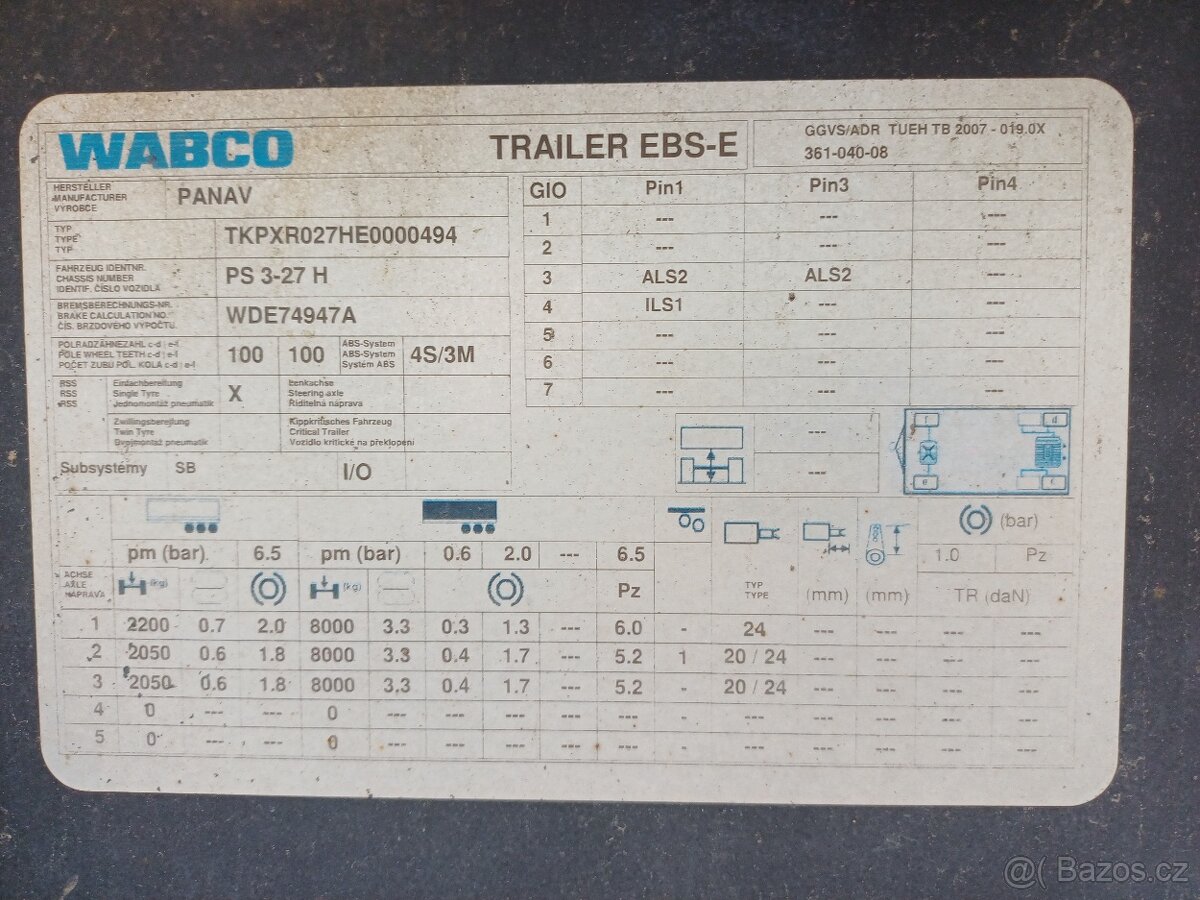 WABCO TRAILER EBS-E GGVS/ADR TUEH TB 2007 - 019.0X
361-040-08
HERSTELLER
MANUFACTURER
VÝROBCE
PANAV
TYP
TYPE
TYP
TKPXR027HE0000494
FAHRZEUG IDENTNR.
CHASSIS NUMBER
IDENTIF. ČÍSLO VOZIDLA
PS 3-27 H
BREMSBERECHNUNGS-NR.
BRAKE CALCULATION NO.
ČÍS. BRZDOVÉHO VÝPOČTU.
WDE74947A
POLRADZÄHNEZAHL c-d | e-f
POLE WHEEL TEETH c-d | e-f
POČET ZUBU POL. KOLA c-d | e-f
100 100
ABS-System
ABS-System
Systém ABS
4S/3M
RSS
RSS
RSS
Single Tyre
Jednomontáž pneumatik
X
Lenkachse
Steering axle
Řiditelná náprava
Twin Tyre
Dvojmontáž pneumatik
Kippkritisches Fahrzeug
Critical Trailer
Vozidlo kritické na překlopení
Subsystémy SB I/O
GIO Pin1 Pin3 Pin4
1 --- --- ---
2 --- --- ---
3 ALS2 ALS2 ---
4 ILS1 --- ---
5 --- --- ---
6 --- --- ---
7 --- --- ---
---
---
f d
e c
(bar)
pm (bar) 6.5 pm (bar) 0.6 2.0 --- 6.5 1.0 Pz
ACHSE
AXLE
NÁPRAVA
(kg) (kg) Pz
TYP
TYPE
(mm) (mm) TR (daN)
1 2200 0.7 2.0 8000 3.3 0.3 1.3 --- 6.0 - 24 --- --- --- ---
2 2050 0.6 1.8 8000 3.3 0.4 1.7 --- 5.2 1 20 / 24 --- --- --- ---
3 2050 0.6 1.8 8000 3.3 0.4 1.7 --- 5.2 - 20 / 24 --- --- --- ---
4 0 --- --- 0 --- --- --- --- --- - --- --- --- --- ---
5 0 --- --- 0 --- --- --- --- --- - --- --- --- --- ---
@( Bazos.cz